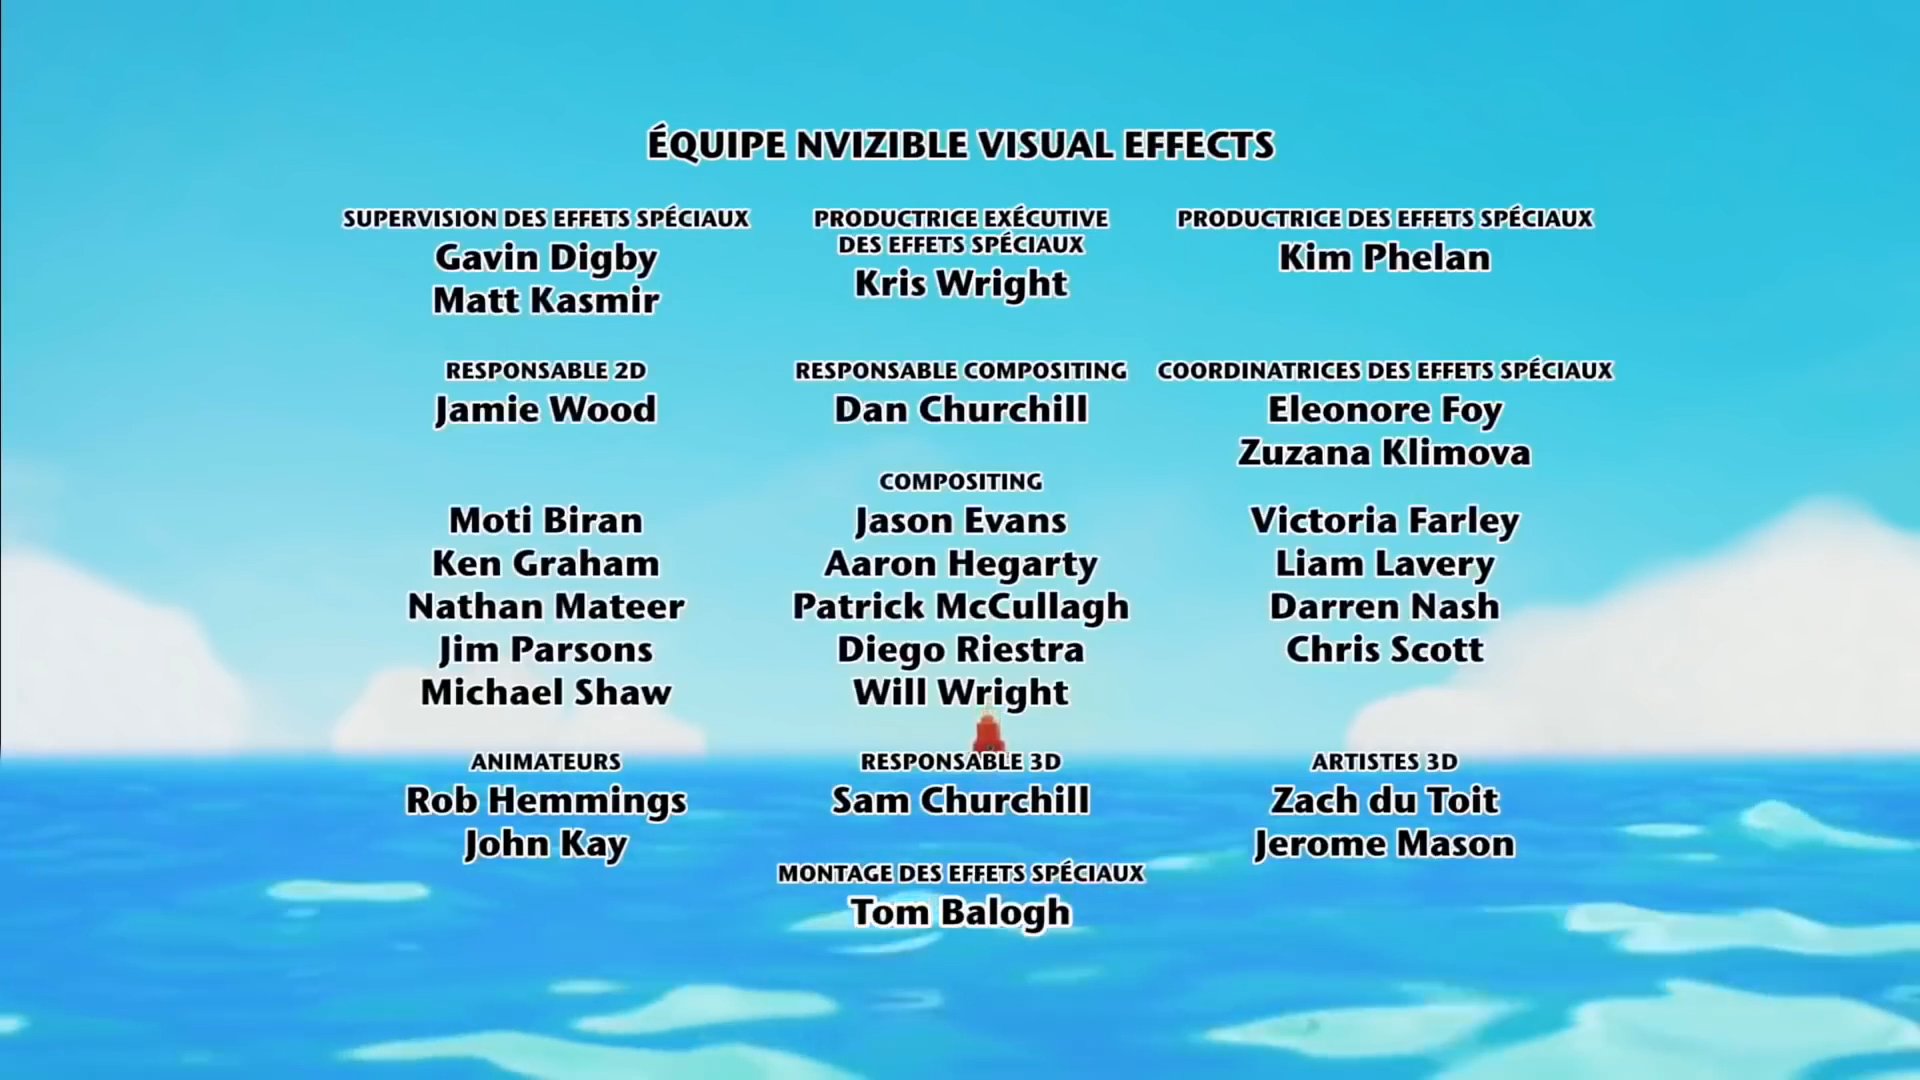 ÉQUIPE NVIZIBLE VISUAL EFFECTS
SUPERVISION DES EFFETS SPÉCIAUX
Gavin Digby
Matt Kasmir
PRODUCTRICE EXÉCUTIVE
DES EFFETS SPÉCIAUX
Kris Wright
PRODUCTRICE DES EFFETS SPÉCIAUX
Kim Phelan
RESPONSABLE 2D
Jamie Wood
RESPONSABLE COMPOSITING
Dan Churchill
COORDINATRICES DES EFFETS SPÉCIAUX
Eleonore Foy
Zuzana Klimova
COMPOSITING
Moti Biran
Ken Graham
Nathan Mateer
Jim Parsons
Michael Shaw
Jason Evans
Aaron Hegarty
Patrick McCullagh
Diego Riestra
Will Wright
Victoria Farley
Liam Lavery
Darren Nash
Chris Scott
ANIMATEURS
Rob Hemmings
John Kay
RESPONSABLE 3D
Sam Churchill
ARTISTES 3D
Zach du Toit
Jerome Mason
MONTAGE DES EFFETS SPÉCIAUX
Tom Balogh